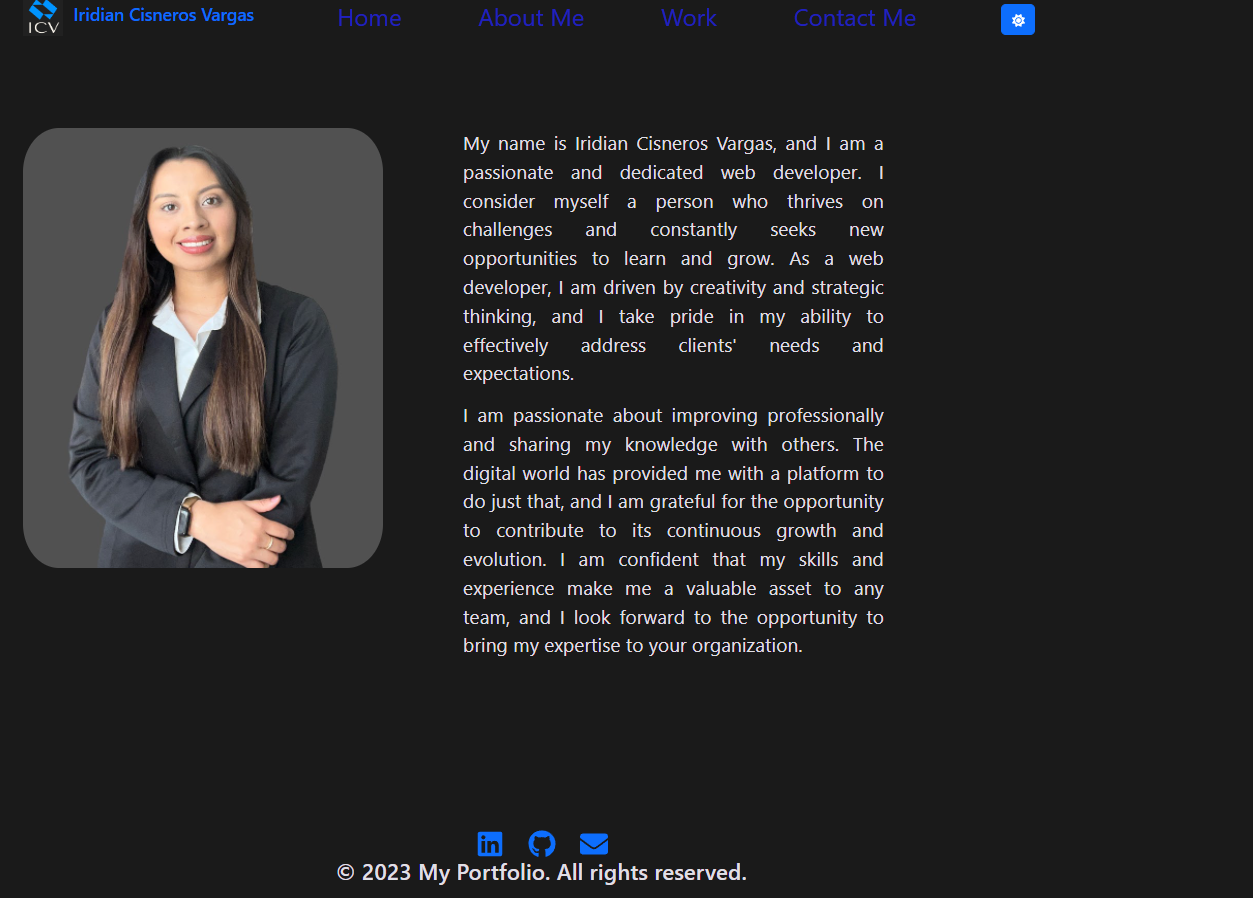 ICV
Iridian Cisneros Vargas
Home
About Me
Work
Contact Me
My name is Iridian Cisneros Vargas, and I am a
passionate and dedicated web developer. I
consider myself a person who thrives on
challenges and constantly seeks new
opportunities to learn and grow. As a web
developer, I am driven by creativity and strategic
thinking, and I take pride in my ability to
effectively address clients' needs and
expectations.
I am passionate about improving professionally
and sharing my knowledge with others. The
digital world has provided me with a platform to
do just that, and I am grateful for the opportunity
to contribute to its continuous growth and
evolution. I am confident that my skills and
experience make me a valuable asset to any
team, and I look forward to the opportunity to
bring my expertise to your organization.
in
© 2023 My Portfolio. All rights reserved.